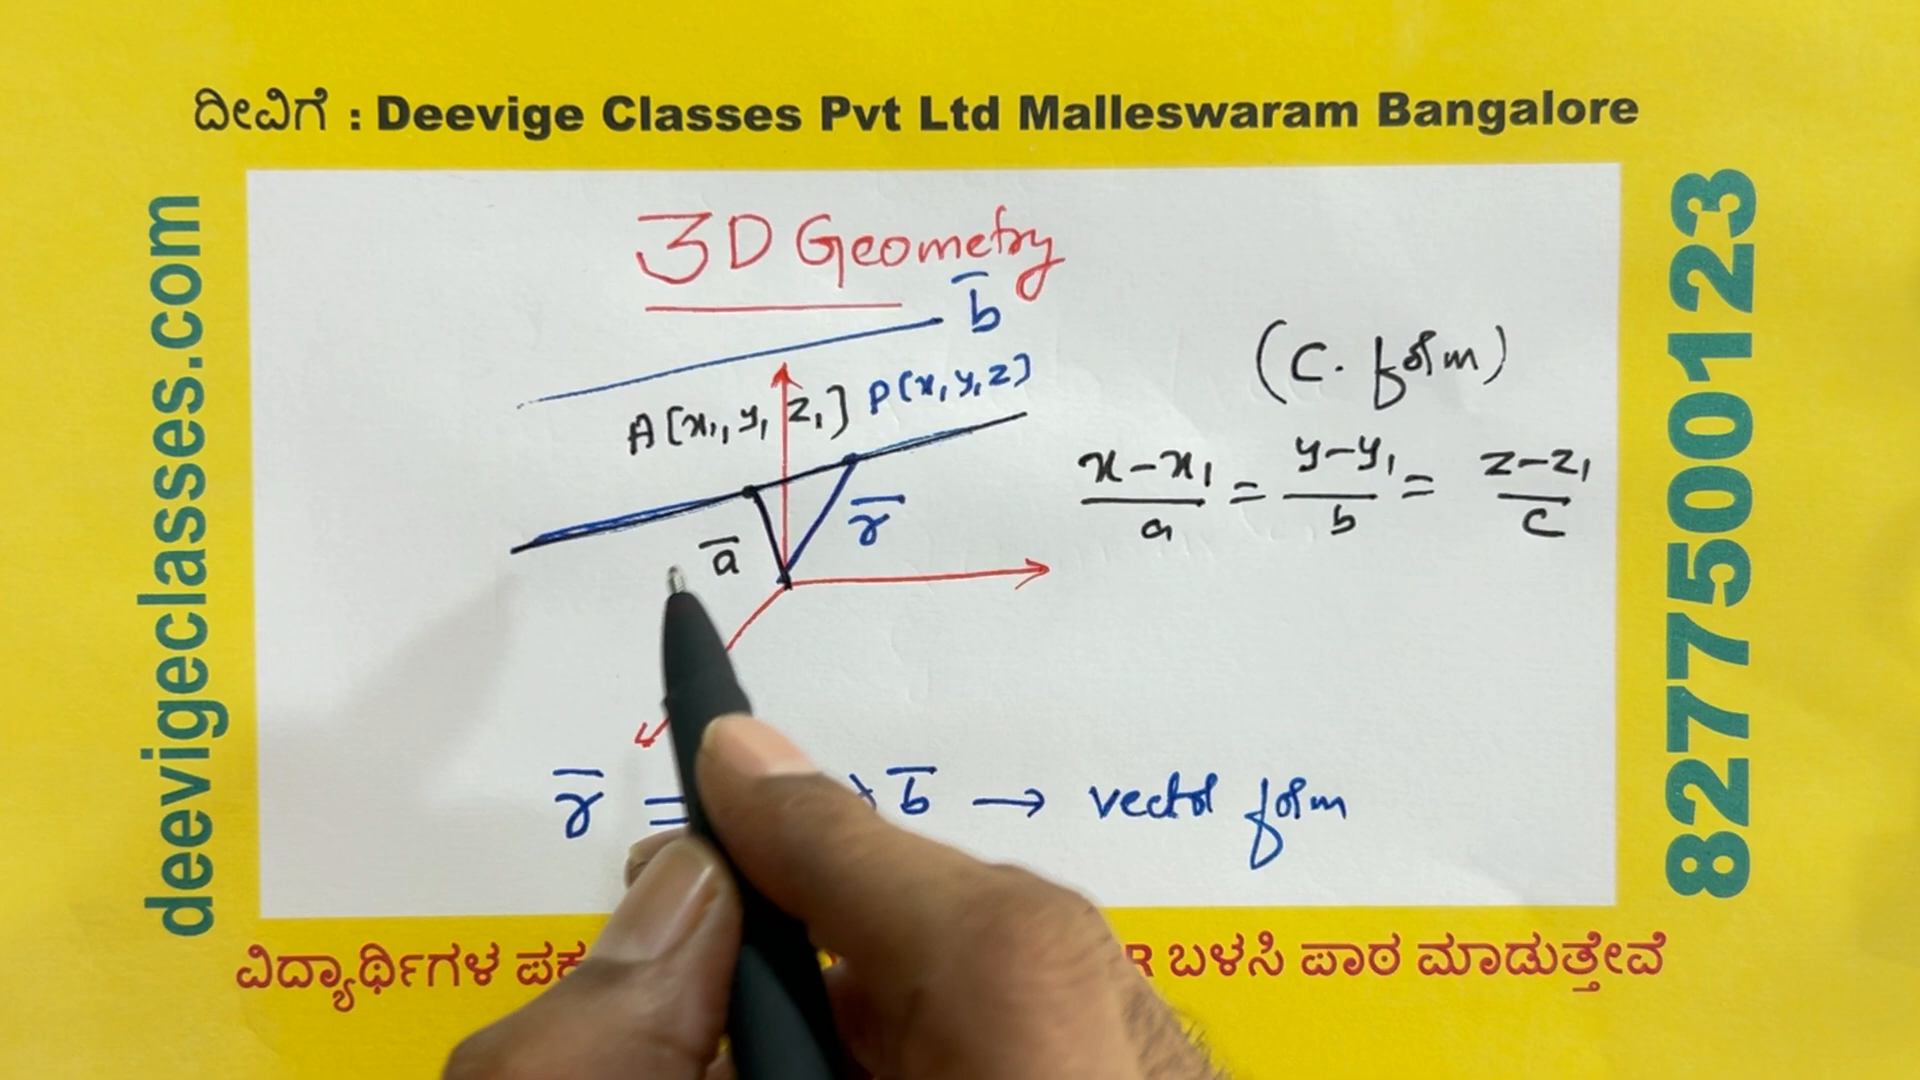 ದೀವಿಗೆ : Deevige Classes Pvt Ltd Malleswaram Bangalore
deevigeclasses.com
8277500123
3D Geometry
b̅
A [x₁, y₁ z₁] P(x, y, z)
(C. form)
x-x₁/a = y-y₁/b = z-z₁/c
a̅ r̅
r̅ = b̅ → vector form
ವಿದ್ಯಾರ್ಥಿಗಳ ಬಳಸಿ ಪಾಠ ಮಾಡುತ್ತೇವೆ